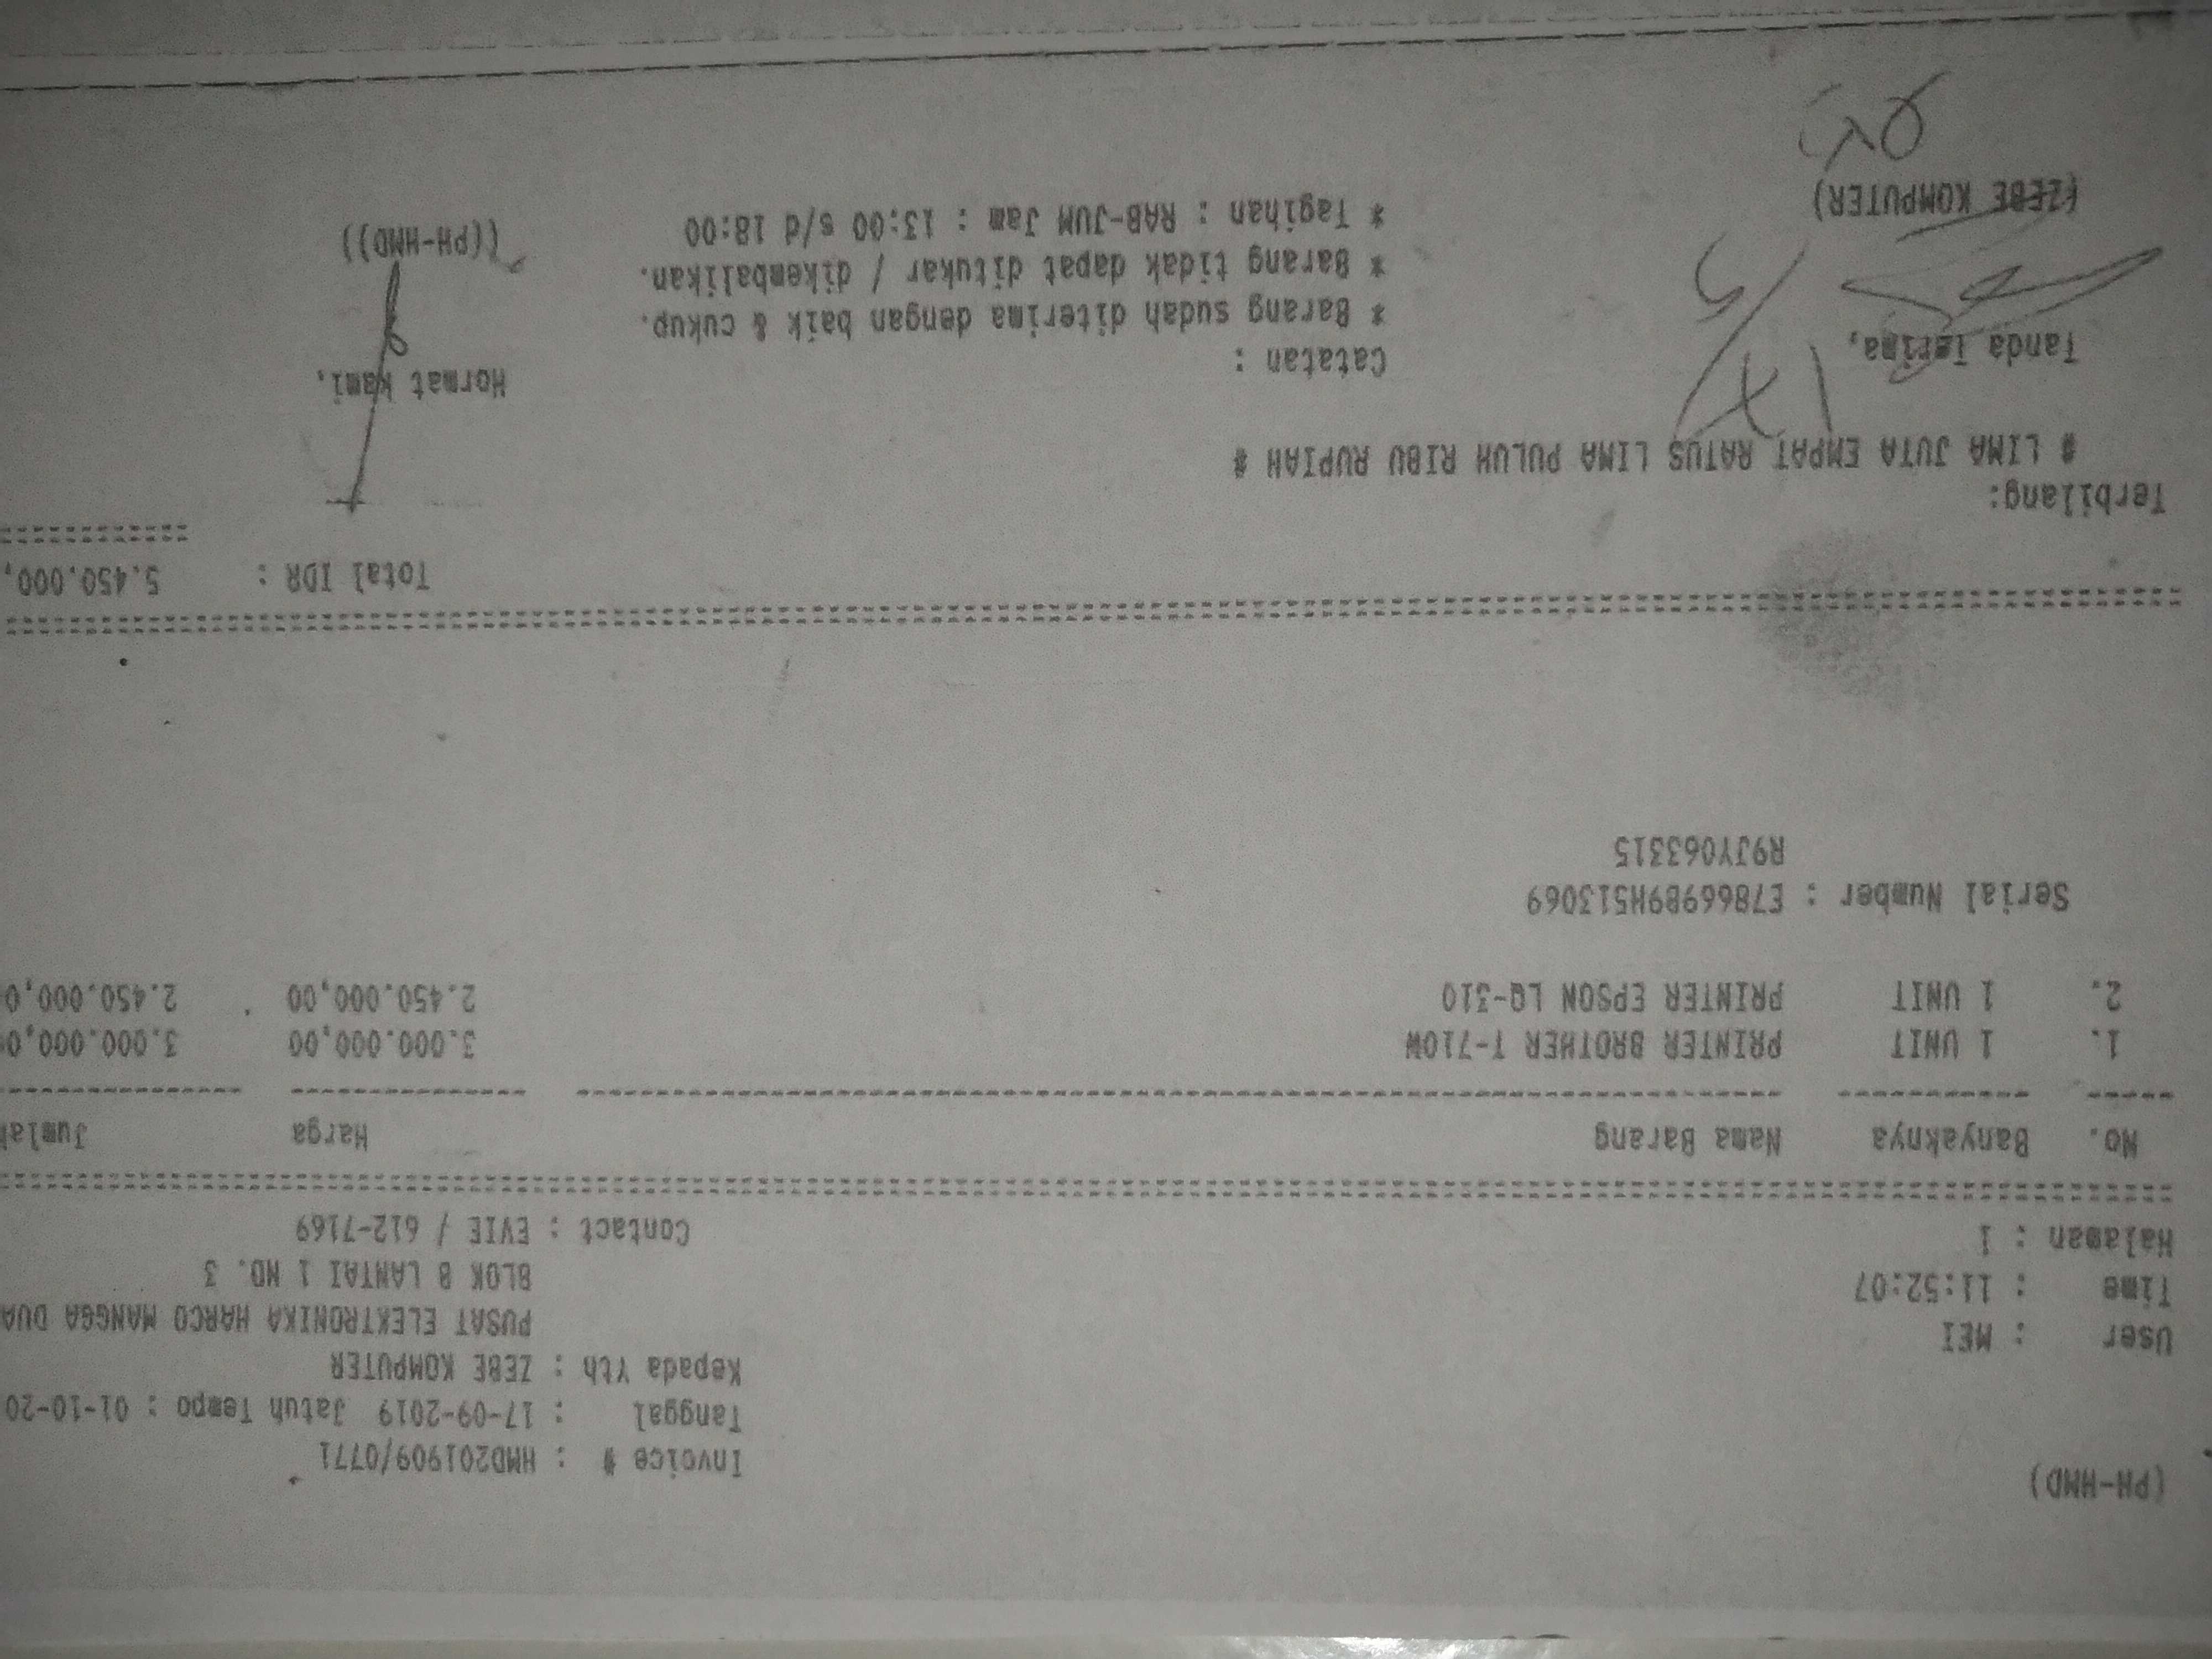 (PH-HMD)
Invoice # : HMD201909/0771
Tanggal : 17-09-2019 Jatuh Tempo : 01-10-20
Kepada Yth : ZEBE KOMPUTER
User : MEI
PUSAT ELEKTRONIKA HARCO MANGGA DUA
Time : 11:52:07
BLOK B LANTAI 1 NO. 3
Halaman : 1
Contact : EVIE / 612-7169
No. Banyaknya Nama Barang Harga Jumlah
1. 1 UNIT PRINTER BROTHER T-710W 3.000.000,00 3.000.000,0
2. 1 UNIT PRINTER EPSON LQ-310 2.450.000,00 2.450.000,0
Serial Number : E78669B9H513069
R9JY063315
Total IDR : 5.450.000,
Terbilang:
# LIMA JUTA EMPAT RATUS LIMA PULUH RIBU RUPIAH #
Tanda Terima,
Catatan :
Hormat kami,
* Barang sudah diterima dengan baik & cukup.
* Barang tidak dapat ditukar / dikembalikan.
* Tagihan : RAB-JUM Jam : 13:00 s/d 18:00
(ZEBE KOMPUTER)
((PH-HMD))